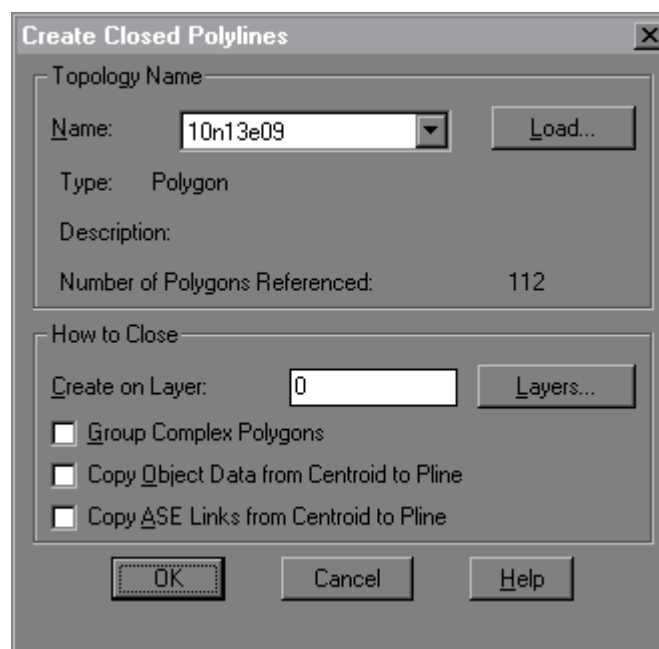 Create Closed Polylines
Topology Name
Name: 10n13e09 Load...
Type: Polygon
Description:
Number of Polygons Referenced: 112
How to Close
Create on Layer: 0 Layers...
Group Complex Polygons
Copy Object Data from Centroid to Pline
Copy ASE Links from Centroid to Pline
OK Cancel Help